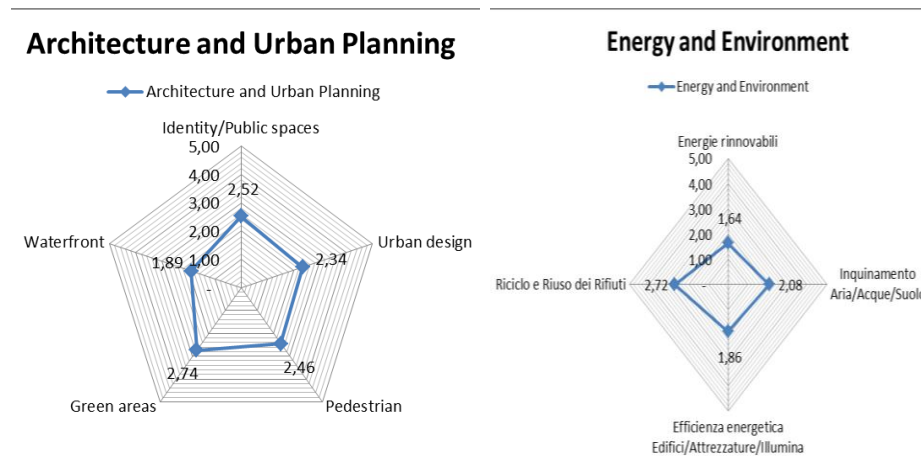 Architecture and Urban Planning
Architecture and Urban Planning
Identity/Public spaces
5,00
4,00
3,00
2,00
1,00
-
2,52
2,34
2,46
2,74
1,89
Urban design
Pedestrian
Green areas
Waterfront
Energy and Environment
Energy and Environment
Energie rinnovabili
5,00
4,00
3,00
2,00
1,00
-
1,64
2,08
1,86
2,72
Inquinamento
Aria/Acque/Suolo
Efficienza energetica
Edifici/Attrezzature/Illumina
Riciclo e Riuso dei Rifiuti